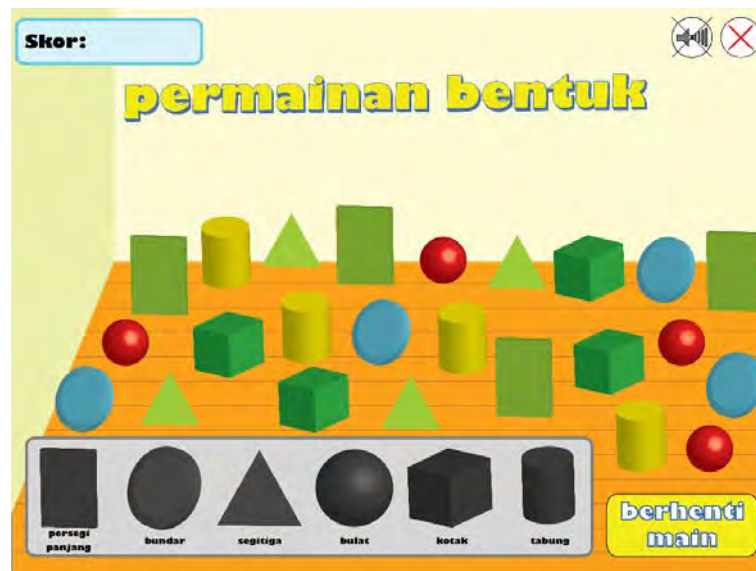 Skor:
permainan bentuk
persegi
panjang
bundar
segitiga
bulat
kotak
tabung
berhenti
main